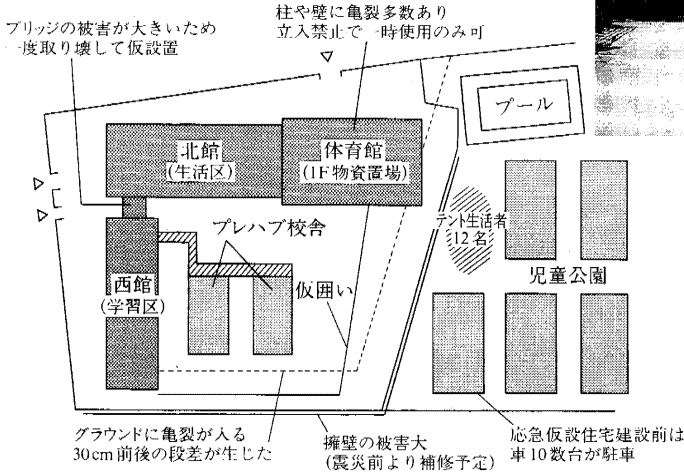 ブリッジの被害が大きいため
一度取り壊して仮設置
柱や壁に亀裂多数あり
立入禁止で一時使用のみ可
プール
北館
(生活区)
体育館
(1F物資置場)
テント生活者
12名
プレハブ校舎
西館
(学習区)
仮囲い
児童公園
グラウンドに亀裂が入る
30cm前後の段差が生じた
擁壁の被害大
(震災前より補修予定)
応急仮設住宅建設前は
車10数台が駐車